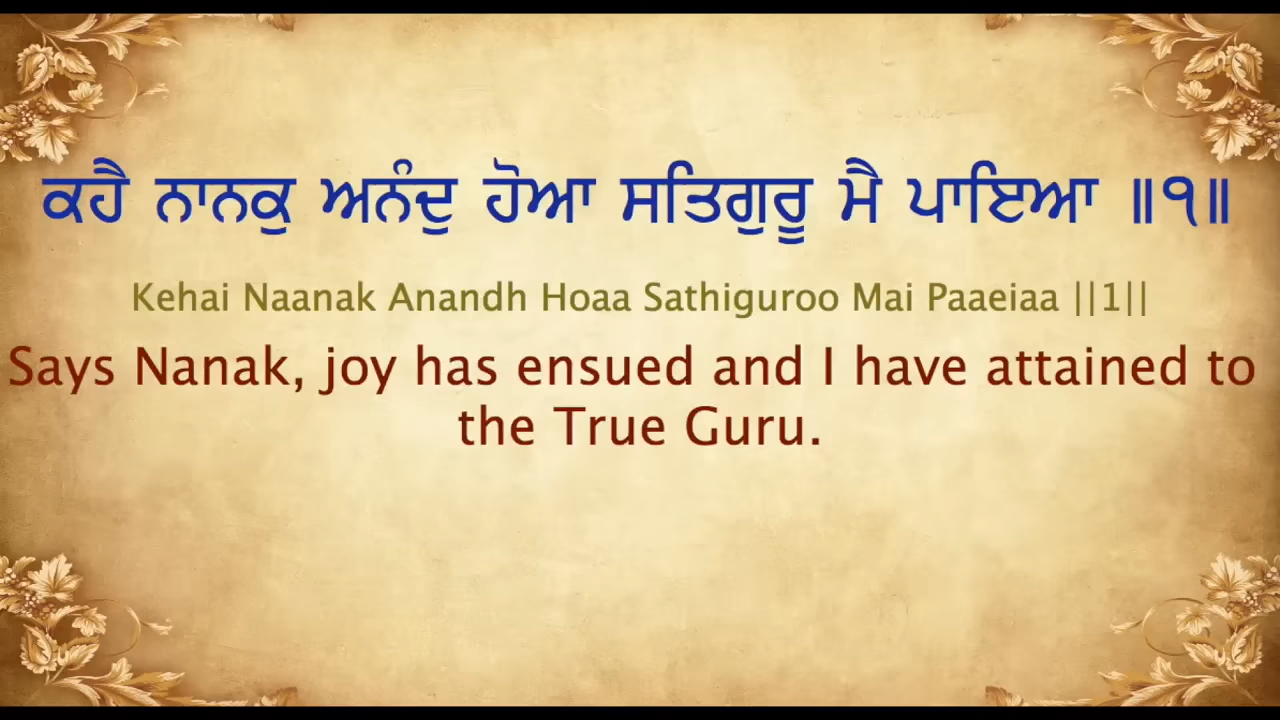 ਕਹੈ ਨਾਨਕੁ ਅਨੰਦੁ ਹੋਆ ਸਤਿਗੁਰੂ ਮੈ ਪਾਇਆ ॥੧॥
Kehai Naanak Anandh Hoaa Sathiguroo Mai Paaeiaa ||1||
Says Nanak, joy has ensued and I have attained to
the True Guru.